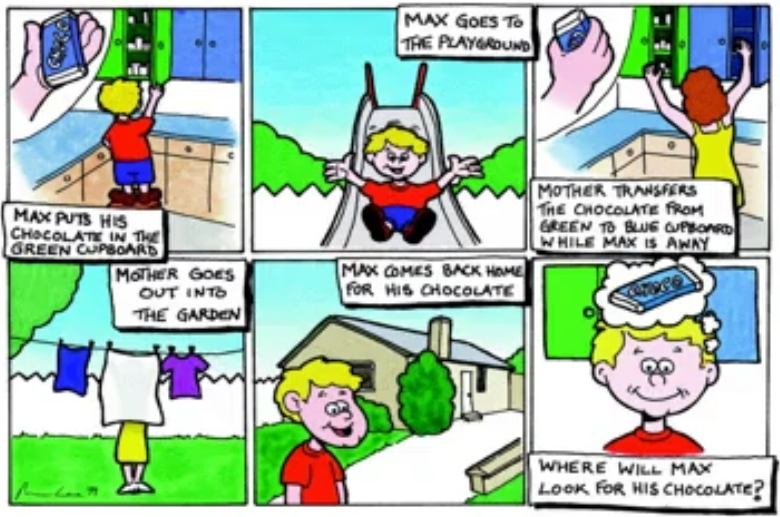 CHOCO
MAX PUTS HIS
CHOCOLATE IN THE
GREEN CUPBOARD
MAX GOES TO
THE PLAYGROUND
MOTHER TRANSFERS
THE CHOCOLATE FROM
GREEN TO BLUE CUPBOARD
WHILE MAX IS AWAY
MOTHER GOES
OUT INTO
THE GARDEN
MAX COMES BACK HOME
FOR HIS CHOCOLATE
CHOCO
WHERE WILL MAX
LOOK FOR HIS CHOCOLATE?